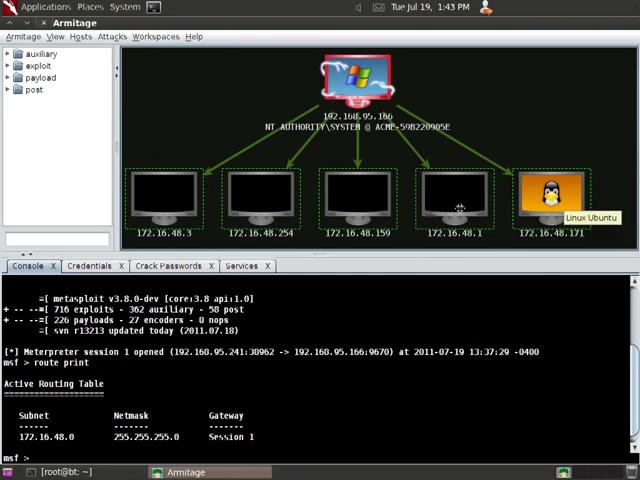 Applications Places System
Tue Jul 19, 1:43 PM
Armitage
Armitage View Hosts Attacks Workspaces Help
auxiliary
exploit
payload
post
192.168.95.166
NT AUTHORITY\SYSTEM @ ACME-59B220905E
Linux Ubuntu
172.16.48.3 172.16.48.254 172.16.48.159 172.16.48.1 172.16.48.171
Console X Credentials X Crack Passwords X Services X
=[ metasploit v3.8.0-dev [core:3.8 api:1.0]
+ -- --=[ 716 exploits - 362 auxiliary - 58 post
+ -- --=[ 226 payloads - 27 encoders - 8 nops
=[ svn r13213 updated today (2011.07.18)
[*] Meterpreter session 1 opened (192.168.95.241:38962 -> 192.168.95.166:9670) at 2011-07-19 13:37:29 -0400
msf > route print
Active Routing Table
====================
Subnet Netmask Gateway
------ ------- -------
172.16.48.0 255.255.255.0 Session 1
msf >
[root@bt: ~] Armitage